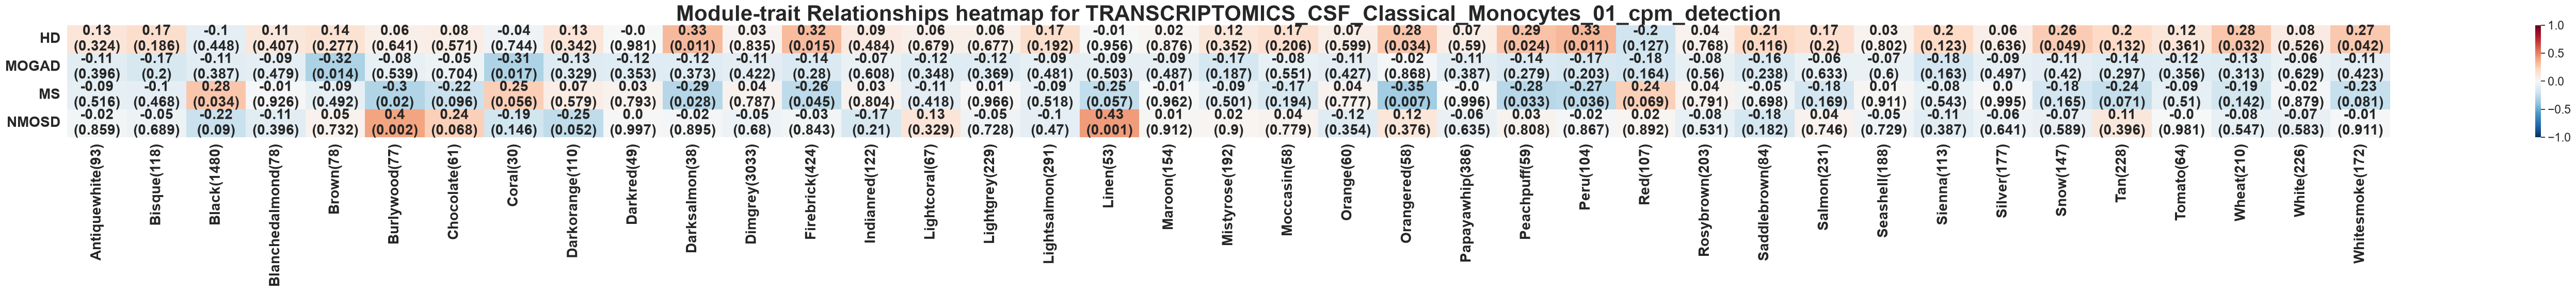 Module-trait Relationships heatmap for TRANSCRIPTOMICS_CSF_Classical_Monocytes_01_cpm_detection
HD
0.13 0.17 -0.1 0.11 0.14 0.06 0.08 -0.04 0.13 -0.0 0.33 0.03 0.32 0.09 0.06 0.06 0.17 -0.01 0.02 0.12 0.17 0.07 0.28 0.07 0.29 0.33 -0.2 0.04 0.21 0.17 0.03 0.2 0.06 0.26 0.2 0.12 0.28 0.08 0.27
(0.324) (0.186) (0.448) (0.407) (0.277) (0.641) (0.571) (0.744) (0.342) (0.981) (0.011) (0.835) (0.015) (0.484) (0.679) (0.677) (0.192) (0.956) (0.876) (0.352) (0.206) (0.599) (0.034) (0.59) (0.024) (0.011) (0.127) (0.768) (0.116) (0.2) (0.802) (0.123) (0.636) (0.049) (0.132) (0.361) (0.032) (0.526) (0.042)
MOGAD
-0.11 -0.17 -0.11 -0.09 -0.32 -0.08 -0.05 -0.31 -0.13 -0.12 -0.12 -0.11 -0.14 -0.07 -0.12 -0.12 -0.09 -0.09 -0.09 -0.17 -0.08 -0.11 -0.02 -0.11 -0.14 -0.17 -0.18 -0.08 -0.16 -0.06 -0.07 -0.18 -0.09 -0.11 -0.14 -0.12 -0.13 -0.06 -0.11
(0.396) (0.2) (0.387) (0.479) (0.014) (0.539) (0.704) (0.017) (0.329) (0.353) (0.373) (0.422) (0.28) (0.608) (0.348) (0.369) (0.481) (0.503) (0.487) (0.187) (0.551) (0.427) (0.868) (0.387) (0.279) (0.203) (0.164) (0.56) (0.238) (0.633) (0.6) (0.163) (0.497) (0.42) (0.297) (0.356) (0.313) (0.629) (0.423)
MS
-0.09 -0.1 0.28 -0.01 -0.09 -0.3 -0.22 0.25 0.07 0.03 -0.29 0.04 -0.26 0.03 -0.11 0.01 -0.09 -0.25 -0.01 -0.09 -0.17 0.04 -0.35 -0.0 -0.28 -0.27 0.24 0.04 -0.05 -0.18 0.01 -0.08 -0.0 -0.18 -0.24 -0.09 -0.19 -0.02 -0.23
(0.516) (0.468) (0.034) (0.926) (0.492) (0.02) (0.096) (0.056) (0.579) (0.793) (0.028) (0.787) (0.045) (0.804) (0.418) (0.966) (0.518) (0.057) (0.962) (0.501) (0.194) (0.777) (0.007) (0.996) (0.033) (0.036) (0.069) (0.791) (0.698) (0.169) (0.911) (0.543) (0.995) (0.165) (0.071) (0.51) (0.142) (0.879) (0.081)
NMOSD
-0.02 -0.05 -0.22 -0.11 0.05 0.4 0.24 -0.19 -0.25 0.0 -0.02 -0.05 -0.03 -0.17 0.13 -0.05 -0.1 0.43 0.01 0.02 0.04 -0.12 0.12 -0.06 0.03 -0.02 0.02 -0.08 -0.18 0.04 -0.05 -0.11 -0.06 -0.07 0.11 -0.0 -0.08 -0.07 -0.01
(0.859) (0.689) (0.09) (0.396) (0.732) (0.002) (0.068) (0.146) (0.052) (0.997) (0.895) (0.68) (0.843) (0.21) (0.329) (0.728) (0.47) (0.001) (0.912) (0.9) (0.779) (0.354) (0.376) (0.635) (0.808) (0.867) (0.892) (0.531) (0.182) (0.746) (0.729) (0.387) (0.641) (0.589) (0.396) (0.981) (0.547) (0.583) (0.911)
Antiquewhite(93)
Bisque(118)
Black(1480)
Blanchedalmond(78)
Brown(78)
Burlywood(77)
Chocolate(61)
Coral(30)
Darkorange(110)
Darkred(49)
Darksalmon(38)
Dimgrey(3033)
Firebrick(424)
Indianred(122)
Lightcoral(67)
Lightgrey(229)
Lightsalmon(291)
Linen(53)
Maroon(154)
Mistyrose(192)
Moccasin(58)
Orange(60)
Orangered(58)
Papayawhip(386)
Peachpuff(59)
Peru(104)
Red(107)
Rosybrown(203)
Saddlebrown(84)
Salmon(231)
Seashell(188)
Sienna(113)
Silver(177)
Snow(147)
Tan(228)
Tomato(64)
Wheat(210)
White(226)
Whitesmoke(172)
1.0
0.5
0.0
-0.5
-1.0